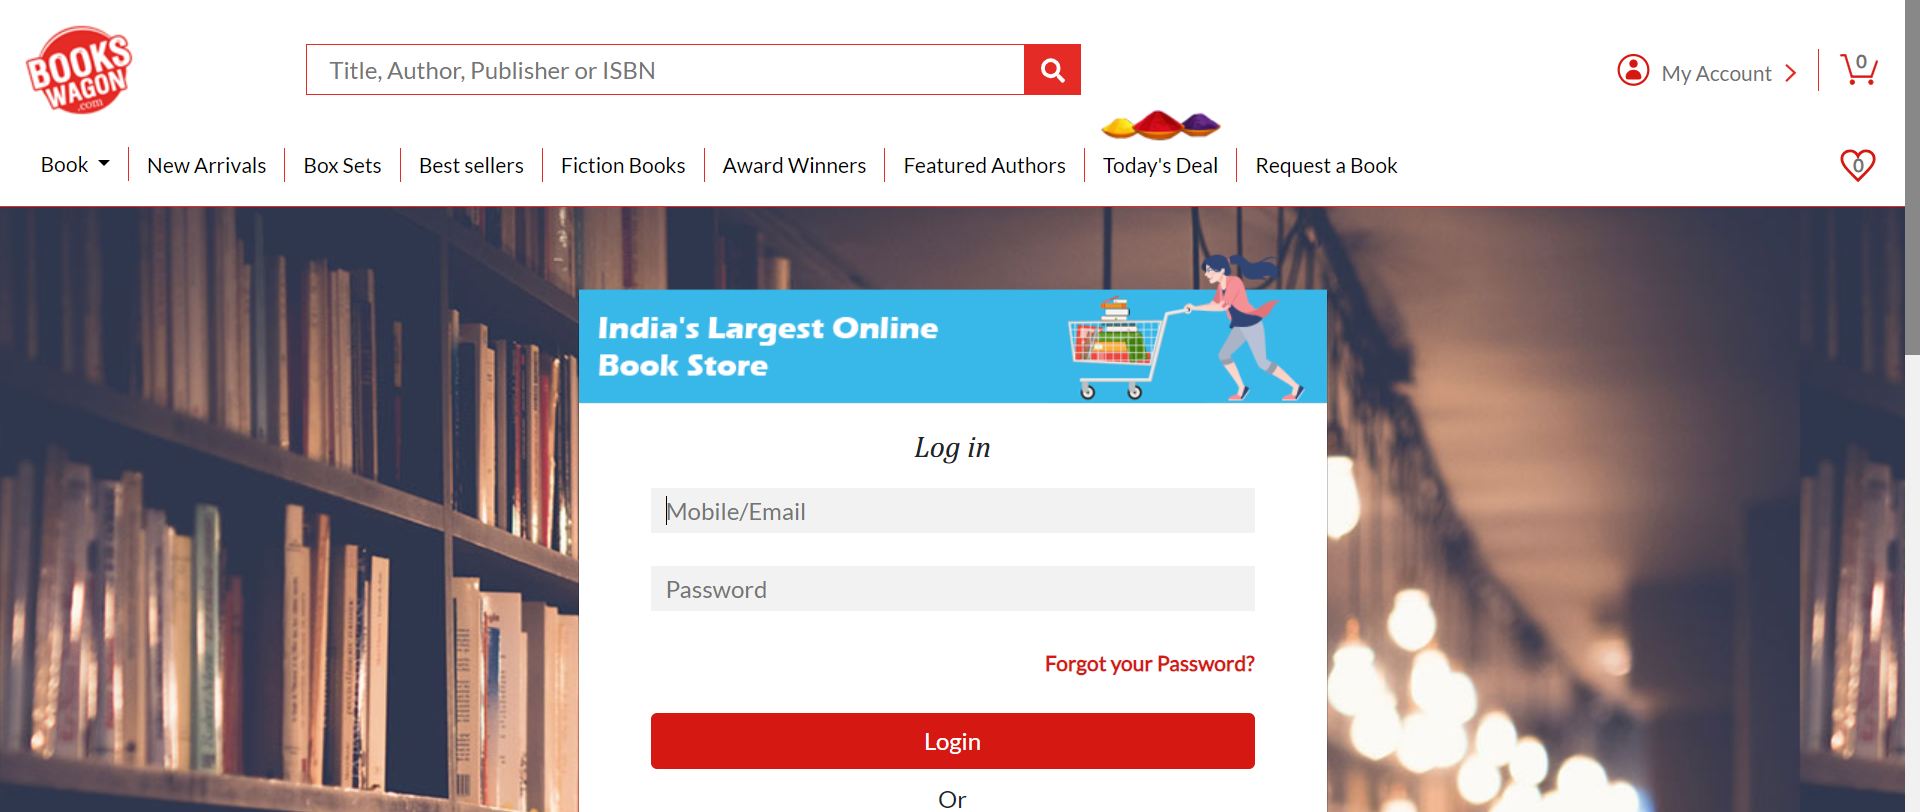 BOOKS
WAGON
.com
Title, Author, Publisher or ISBN
My Account
0
Book
New Arrivals
Box Sets
Best sellers
Fiction Books
Award Winners
Featured Authors
Today's Deal
Request a Book
0
India's Largest Online
Book Store
Log in
Mobile/Email
Password
Forgot your Password?
Login
Or